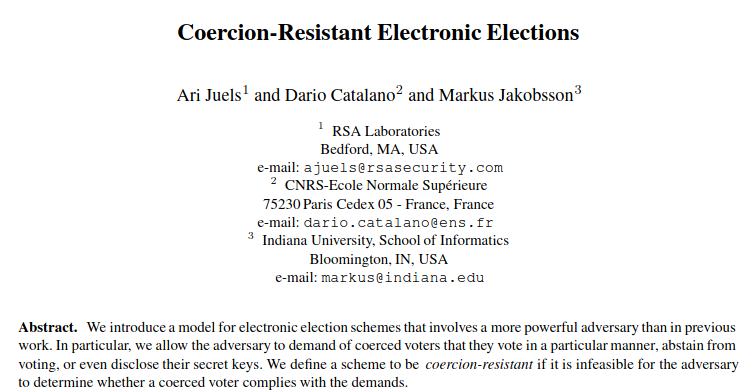 Coercion-Resistant Electronic Elections
Ari Juels1 and Dario Catalano2 and Markus Jakobsson3
1 RSA Laboratories
Bedford, MA, USA
e-mail: ajuels@rsasecurity.com
2 CNRS-Ecole Normale Supérieure
75230 Paris Cedex 05 - France, France
e-mail: dario.catalano@ens.fr
3 Indiana University, School of Informatics
Bloomington, IN, USA
e-mail: markus@indiana.edu
Abstract. We introduce a model for electronic election schemes that involves a more powerful adversary than in previous
work. In particular, we allow the adversary to demand of coerced voters that they vote in a particular manner, abstain from
voting, or even disclose their secret keys. We define a scheme to be coercion-resistant if it is infeasible for the adversary
to determine whether a coerced voter complies with the demands.